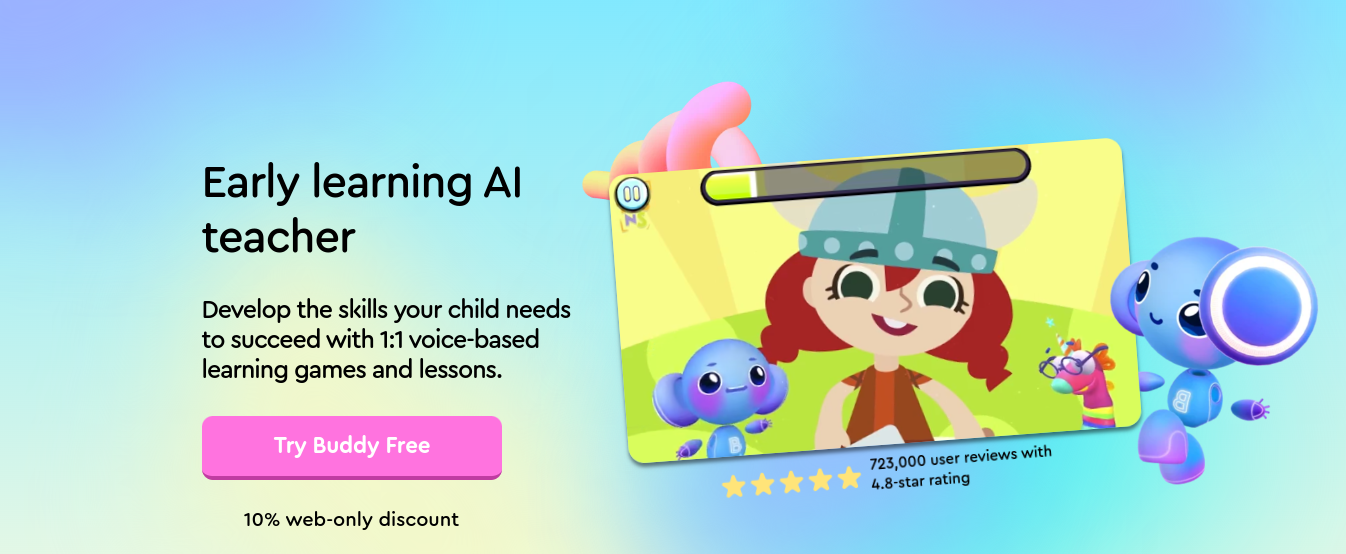 Early learning AI
teacher
Develop the skills your child needs
to succeed with 1:1 voice-based
learning games and lessons.
Try Buddy Free
10% web-only discount
723,000 user reviews with
4.8-star rating
B
B